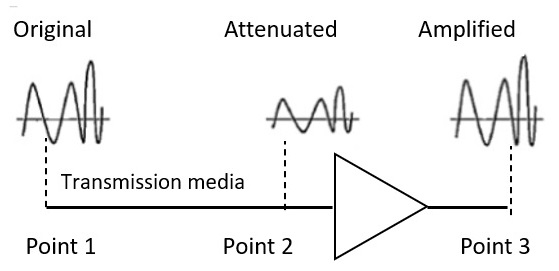 Original Attenuated Amplified
Transmission media
Point 1 Point 2 Point 3